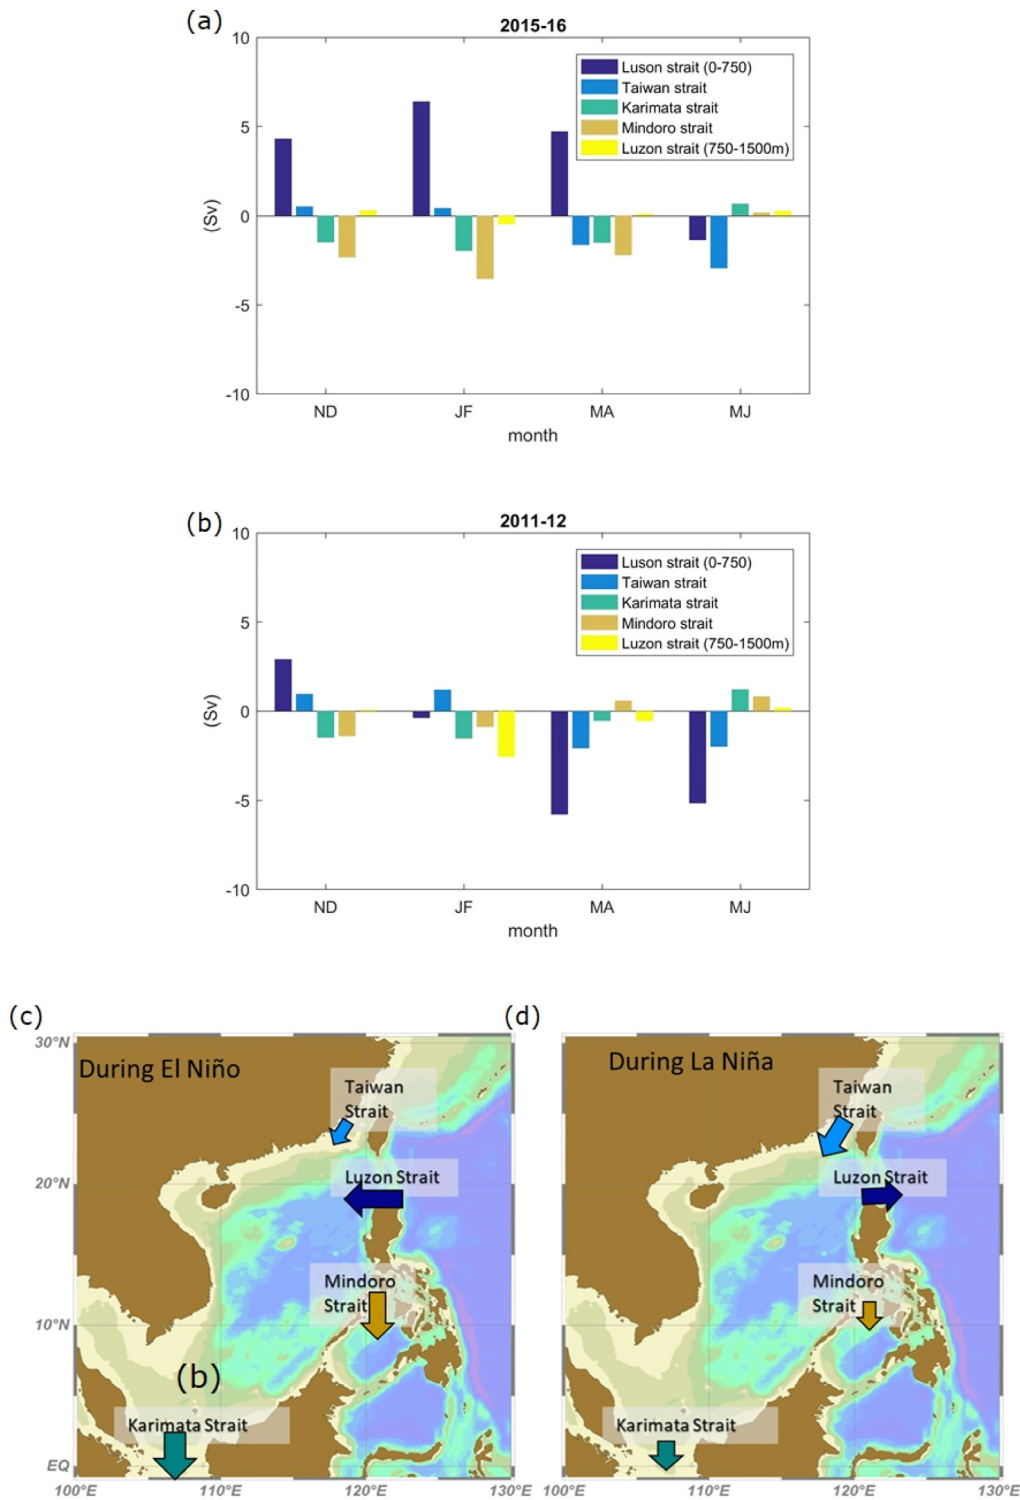 (a)
2015-16
10
5
0
-5
-10
(Sv)
Luson strait (0-750)
Taiwan strait
Karimata strait
Mindoro strait
Luzon strait (750-1500m)
ND JF MA MJ
month
(b)
2011-12
10
5
0
-5
-10
(Sv)
Luson strait (0-750)
Taiwan strait
Karimata strait
Mindoro strait
Luzon strait (750-1500m)
ND JF MA MJ
month
(c)
30°N
20°N
10°N
EQ
During El Niño
Taiwan
Strait
Luzon Strait
Mindoro
Strait
(b)
Karimata Strait
100°E 110°E 120°E 130°E
(d)
During La Niña
Taiwan
Strait
Luzon Strait
Mindoro
Strait
Karimata Strait
100°E 110°E 120°E 130°E